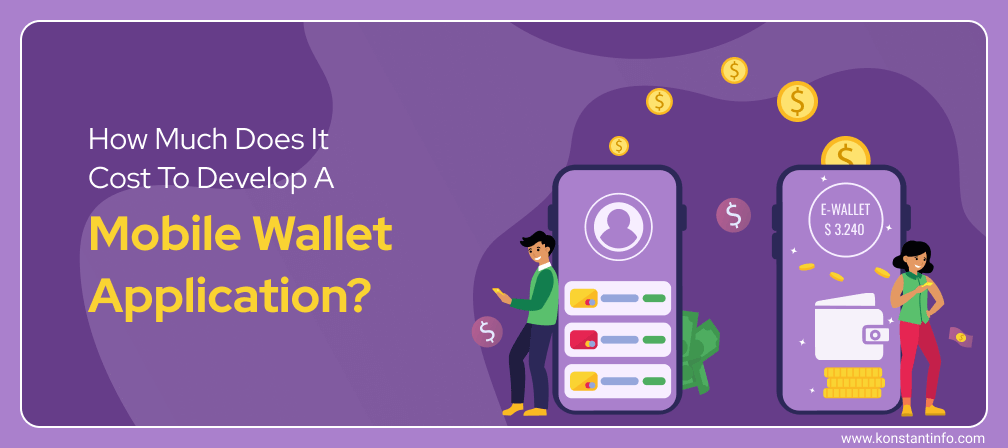 How Much Does It
Cost To Develop A
Mobile Wallet
Application?
E-WALLET
$ 3.240
www.konstantinfo.com